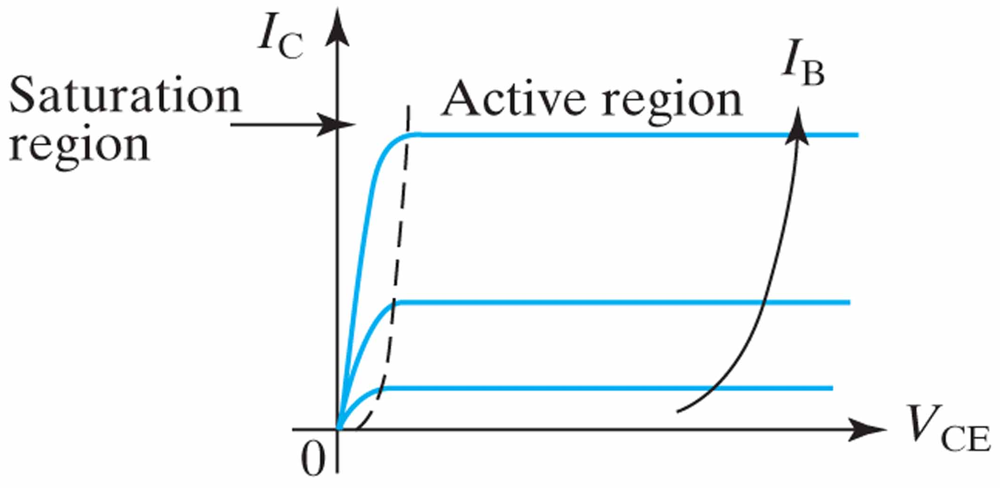 I_C
I_B
Saturation
region
Active region
V_CE
0